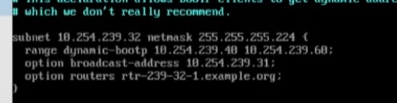 # which we don't really recommend.
subnet 10.254.239.32 netmask 255.255.255.224 {
range dynamic-bootp 10.254.239.40 10.254.239.60;
option broadcast-address 10.254.239.31;
option routers rtr-239-32-1.example.org;
}